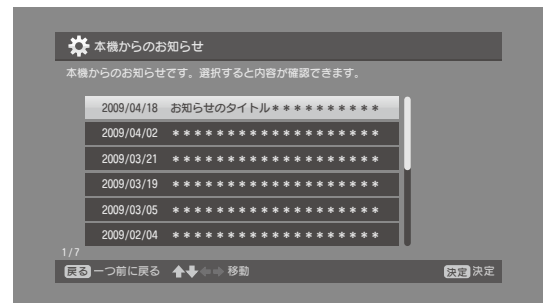 本機からのお知らせ
本機からのお知らせです。選択すると内容が確認できます。
2009/04/18 お知らせのタイトル＊＊＊＊＊＊＊＊＊＊
2009/04/02 ＊＊＊＊＊＊＊＊＊＊＊＊＊＊＊＊＊＊＊
2009/03/21 ＊＊＊＊＊＊＊＊＊＊＊＊＊＊＊＊＊＊＊
2009/03/19 ＊＊＊＊＊＊＊＊＊＊＊＊＊＊＊＊＊＊＊
2009/03/05 ＊＊＊＊＊＊＊＊＊＊＊＊＊＊＊＊＊＊＊
2009/02/04 ＊＊＊＊＊＊＊＊＊＊＊＊＊＊＊＊＊＊＊
1/7
戻る 一つ前に戻る 移動 決定 決定